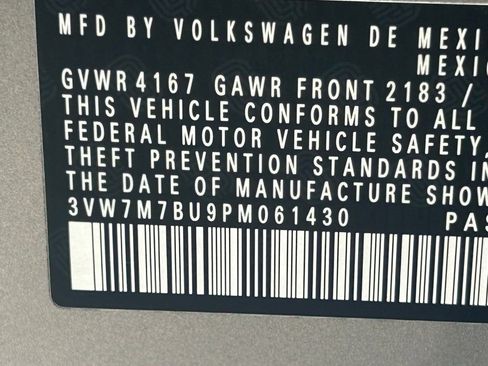 MFD BY VOLKSWAGEN DE MEXI
MEXIC
GVWR 4167 GAWR FRONT 2183 /
THIS VEHICLE CONFORMS TO ALL
FEDERAL MOTOR VEHICLE SAFETY,
THEFT PREVENTION STANDARDS IN
THE DATE OF MANUFACTURE SHOW
3VW7M7BU9PM061430 PAS